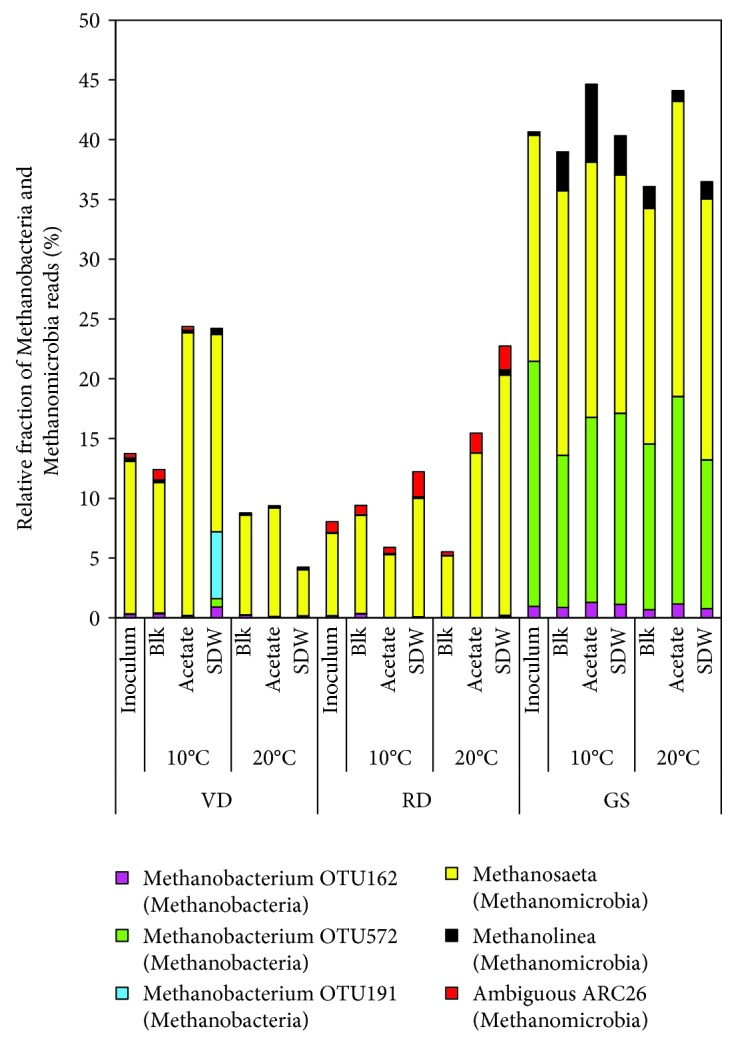 Relative fraction of Methanobacteria and
Methanomicrobia reads (%)
50
45
40
35
30
25
20
15
10
5
0
Inoculum Blk Acetate SDW Blk Acetate SDW Inoculum Blk Acetate SDW Blk Acetate SDW Inoculum Blk Acetate SDW Blk Acetate SDW
10°C 20°C 10°C 20°C 10°C 20°C
VD RD GS
Methanobacterium OTU162
(Methanobacteria)
Methanobacterium OTU572
(Methanobacteria)
Methanobacterium OTU191
(Methanobacteria)
Methanosaeta
(Methanomicrobia)
Methanolinea
(Methanomicrobia)
Ambiguous ARC26
(Methanomicrobia)